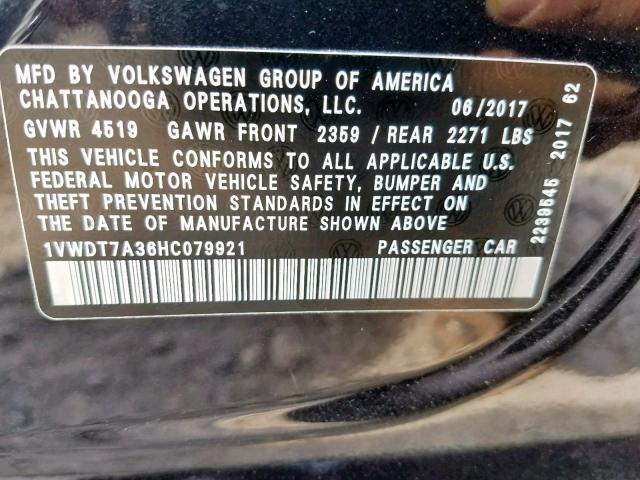 MFD BY VOLKSWAGEN GROUP OF AMERICA
CHATTANOOGA OPERATIONS, LLC. 06/2017
GVWR 4519 GAWR FRONT 2359 / REAR 2271 LBS
THIS VEHICLE CONFORMS TO ALL APPLICABLE U.S.
FEDERAL MOTOR VEHICLE SAFETY, BUMPER AND
THEFT PREVENTION STANDARDS IN EFFECT ON
THE DATE OF MANUFACTURE SHOWN ABOVE
1VWDT7A36HC079921 PASSENGER CAR
2239545 2017 62